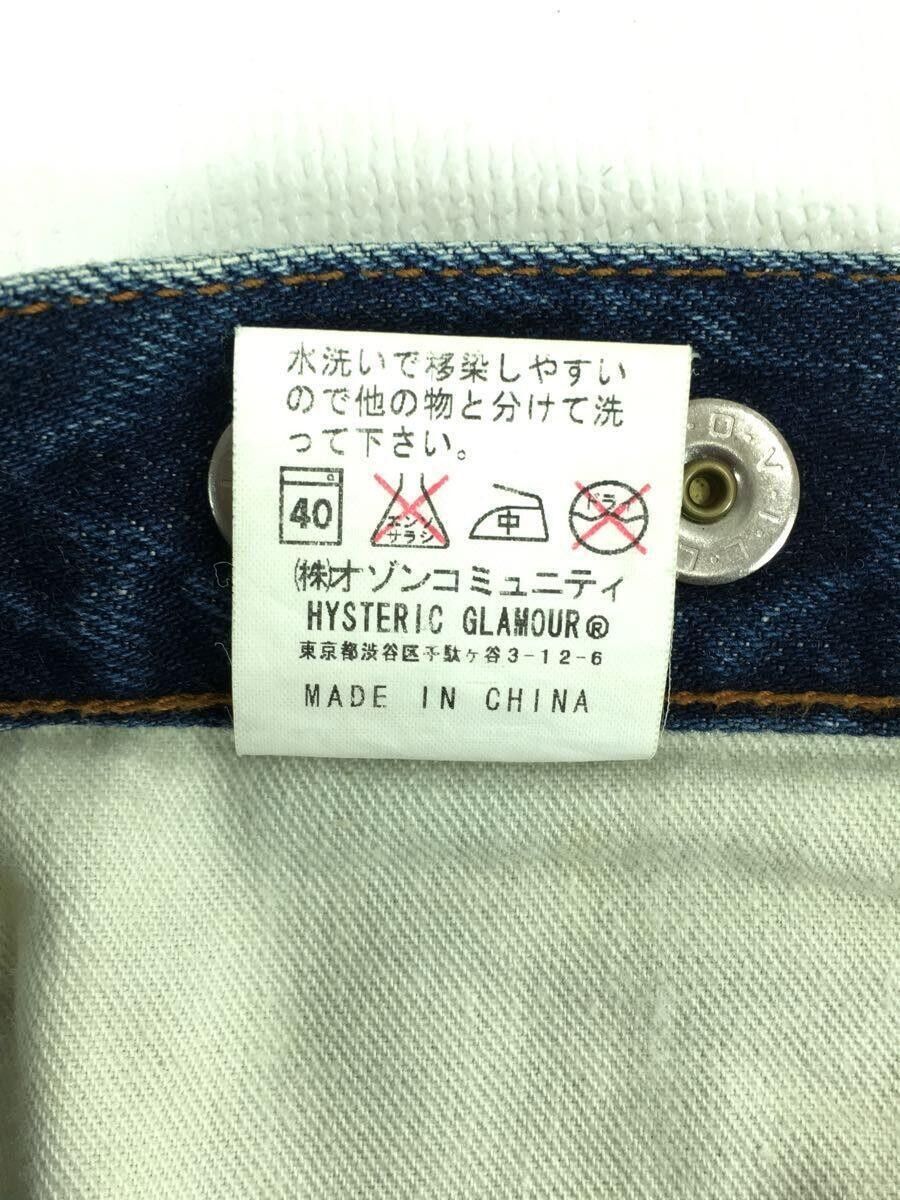 水洗いで移染しやすい
ので他の物と分けて洗
って下さい。
40
エンソ
サラシ
中
ドライ
(株)オゾンコミュニティ
HYSTERIC GLAMOUR®
東京都渋谷区千駄ヶ谷3-12-6
MADE IN CHINA